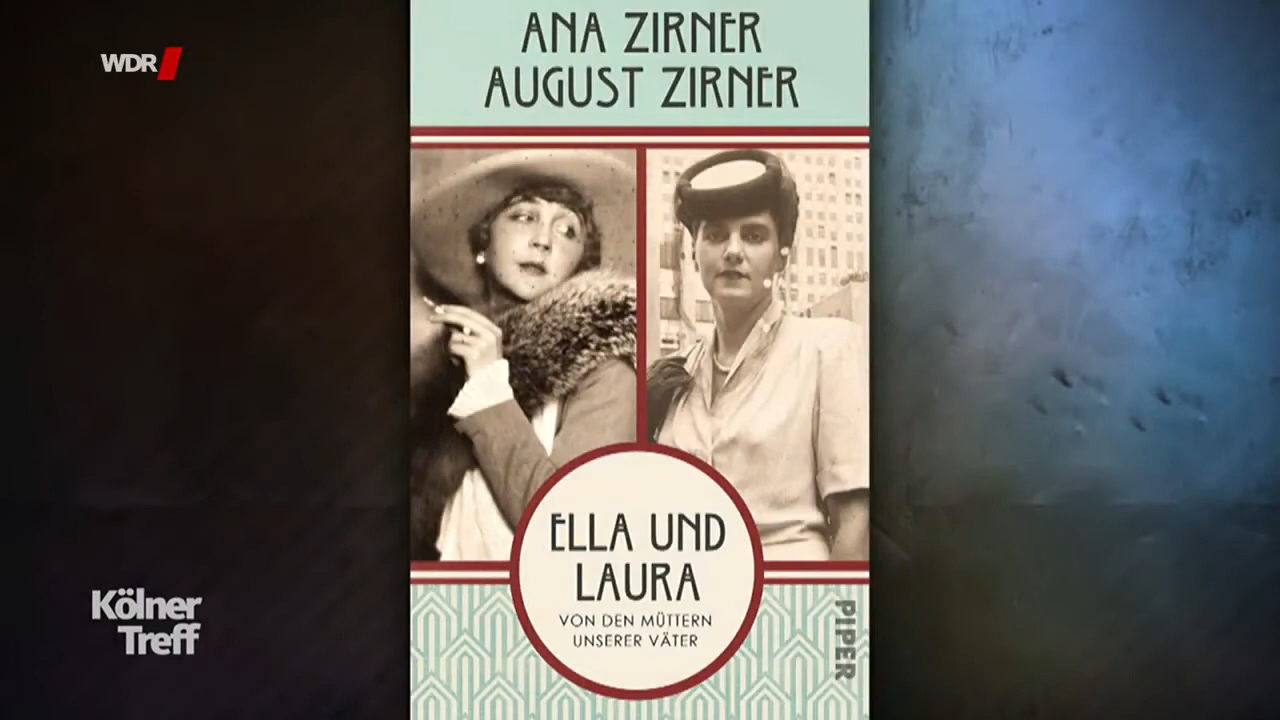 WDR
ANA ZIRNER
AUGUST ZIRNER
ELLA UND
LAURA
VON DEN MÜTTERN
UNSERER VÄTER
PIPER
Kölner
Treff